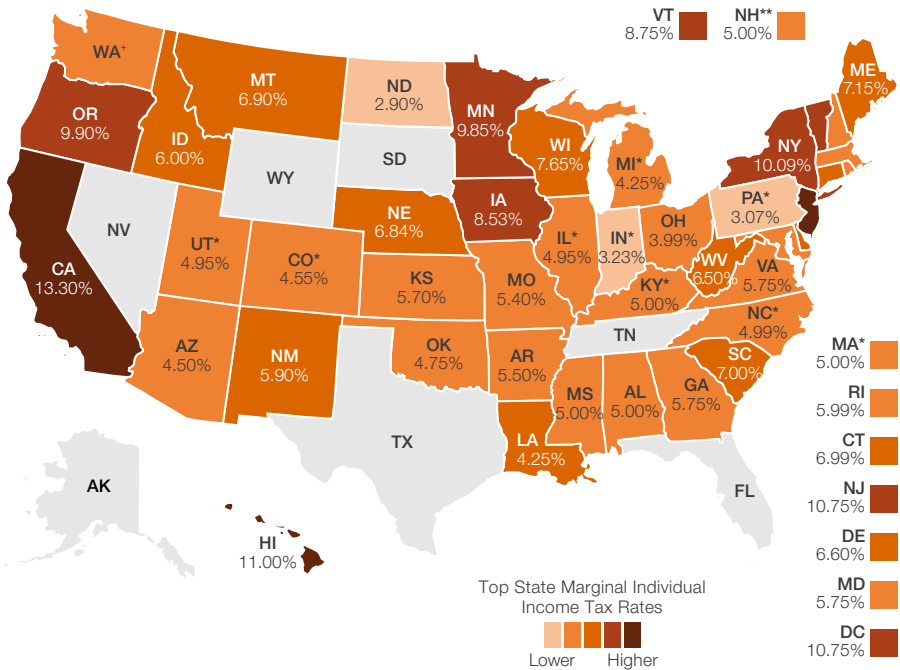 VT
8.75%
NH**
5.00%
WA+
MT
6.90%
ND
2.90%
MN
9.85%
ME
7.15%
OR
9.90%
ID
6.00%
SD
WI
7.65%
MI*
4.25%
NY
10.09%
WY
NE
6.84%
IA
8.53%
PA*
3.07%
NV
UT*
4.95%
CO*
4.55%
IL*
4.95%
IN*
3.23%
OH
3.99%
WV
6.50%
VA
5.75%
CA
13.30%
KS
5.70%
MO
5.40%
KY*
5.00%
NC*
4.99%
TN
AZ
4.50%
NM
5.90%
OK
4.75%
AR
5.50%
SC
7.00%
MS
5.00%
AL
5.00%
GA
5.75%
TX
LA
4.25%
FL
AK
HI
11.00%
MA*
5.00%
RI
5.99%
CT
6.99%
NJ
10.75%
DE
6.60%
MD
5.75%
DC
10.75%
Top State Marginal Individual
Income Tax Rates
Lower Higher